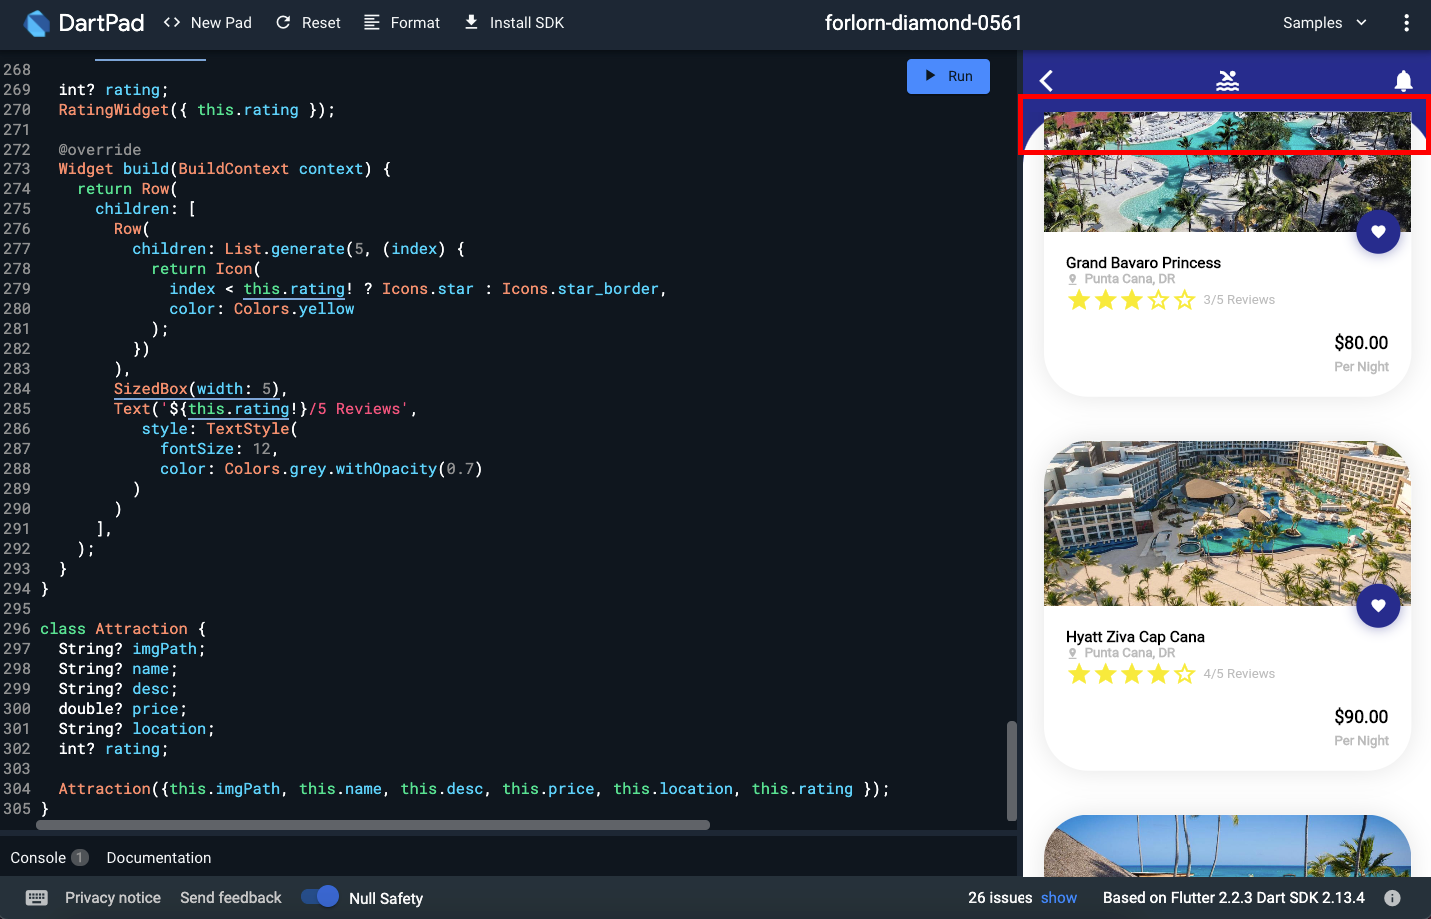 DartPad
New Pad
Reset
Format
Install SDK
forlorn-diamond-0561
Samples
268
269   int? rating;
270   RatingWidget({ this.rating });
271
272   @override
273   Widget build(BuildContext context) {
274     return Row(
275       children: [
276         Row(
277           children: List.generate(5, (index) {
278             return Icon(
279               index < this.rating! ? Icons.star : Icons.star_border,
280               color: Colors.yellow
281             );
282           })
283         ),
284         SizedBox(width: 5),
285         Text('${this.rating!}/5 Reviews',
286            style: TextStyle(
287              fontSize: 12,
288              color: Colors.grey.withOpacity(0.7)
289           )
290         )
291       ],
292     );
293   }
294 }
295
296 class Attraction {
297   String? imgPath;
298   String? name;
299   String? desc;
300   double? price;
301   String? location;
302   int? rating;
303
304   Attraction({this.imgPath, this.name, this.desc, this.price, this.location, this.rating });
305 }
Run
Grand Bavaro Princess
Punta Cana, DR
3/5 Reviews
$80.00
Per Night
Hyatt Ziva Cap Cana
Punta Cana, DR
4/5 Reviews
$90.00
Per Night
Console 1
Documentation
Privacy notice
Send feedback
Null Safety
26 issues show
Based on Flutter 2.2.3 Dart SDK 2.13.4